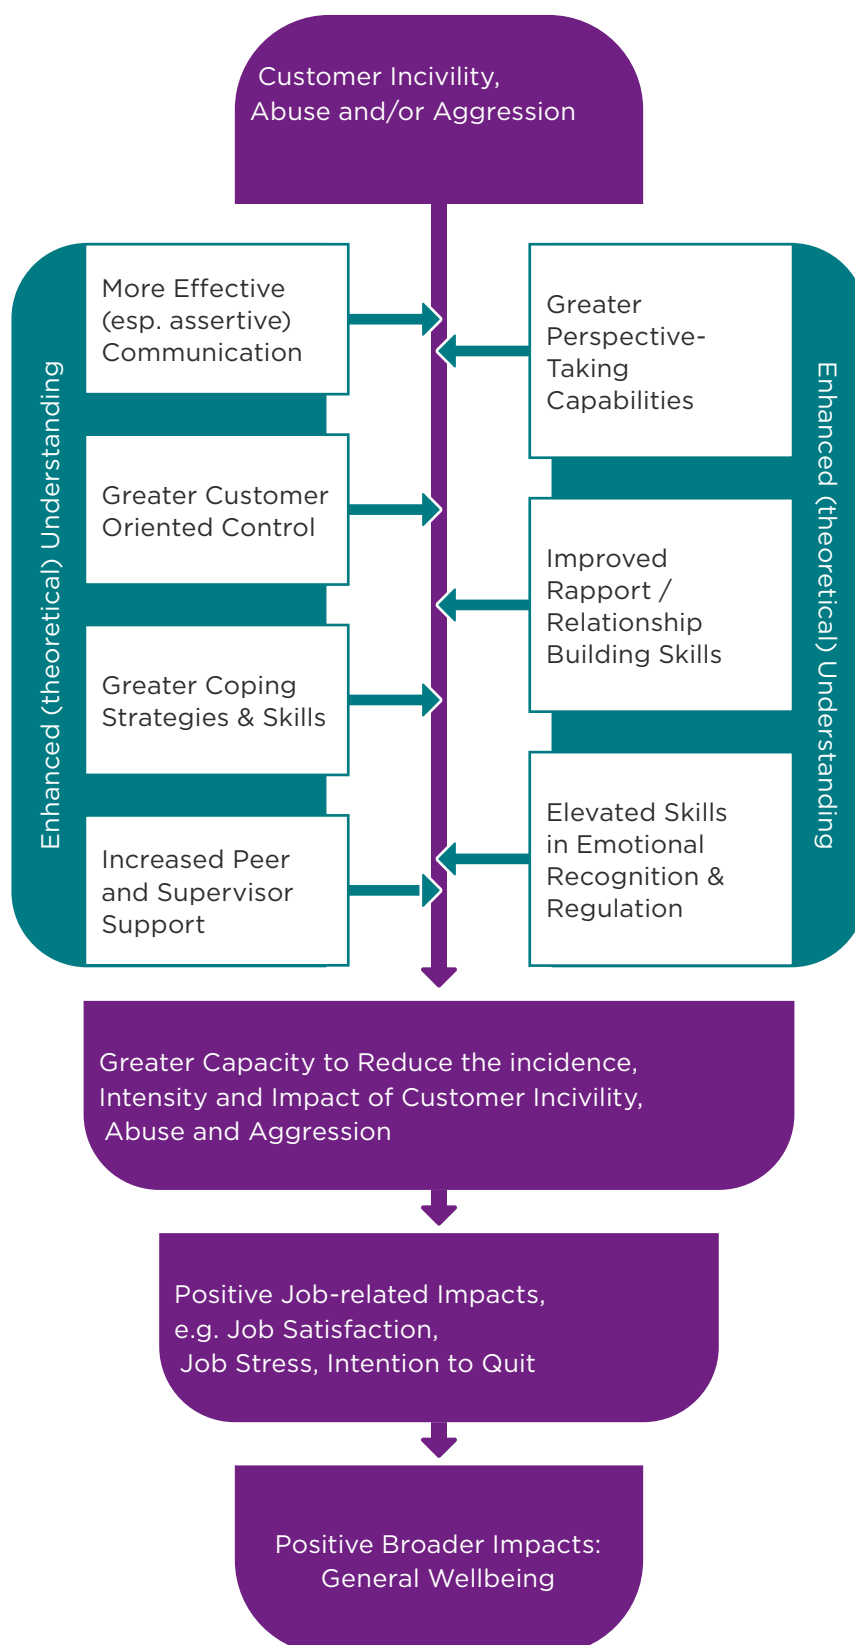 Customer Incivility,
Abuse and/or Aggression
Enhanced (theoretical) Understanding
More Effective
(esp. assertive)
Communication
Greater Customer
Oriented Control
Greater Coping
Strategies & Skills
Increased Peer
and Supervisor
Support
Greater
Perspective-
Taking
Capabilities
Improved
Rapport /
Relationship
Building Skills
Elevated Skills
in Emotional
Recognition &
Regulation
Enhanced (theoretical) Understanding
Greater Capacity to Reduce the incidence,
Intensity and Impact of Customer Incivility,
Abuse and Aggression
Positive Job-related Impacts,
e.g. Job Satisfaction,
Job Stress, Intention to Quit
Positive Broader Impacts:
General Wellbeing